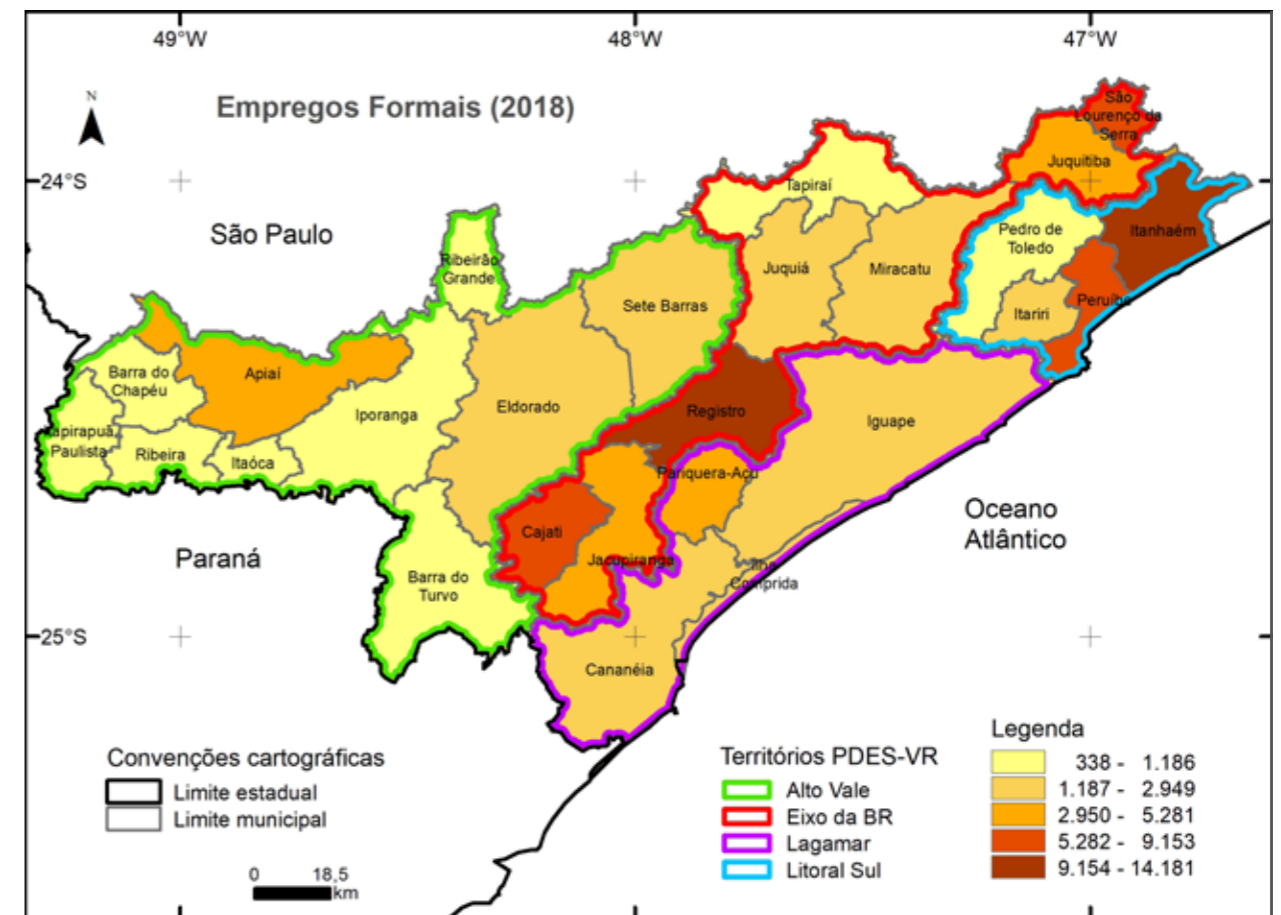 49°W
48°W
47°W
N
Empregos Formais (2018)
São
Lourenço da
Serra
Juquitiba
24°S
Tapiraí
São Paulo
Pedro de
Toledo
Itanhaém
Ribeirão
Grande
Juquiá
Miracatu
Sete Barras
Peruíbe
Itariri
Barra do
Chapéu
Apiaí
Iporanga
Eldorado
Registro
Iguape
Itapirapuã
Paulista
Ribeira
Itaóca
Pariquera-Açu
Oceano
Atlântico
Cajati
Paraná
Jacupiranga
Ilha
Comprida
Barra do
Turvo
25°S
Cananéia
Convenções cartográficas
Limite estadual
Limite municipal
0 18,5
km
Territórios PDES-VR
Alto Vale
Eixo da BR
Lagamar
Litoral Sul
Legenda
338 - 1.186
1.187 - 2.949
2.950 - 5.281
5.282 - 9.153
9.154 - 14.181